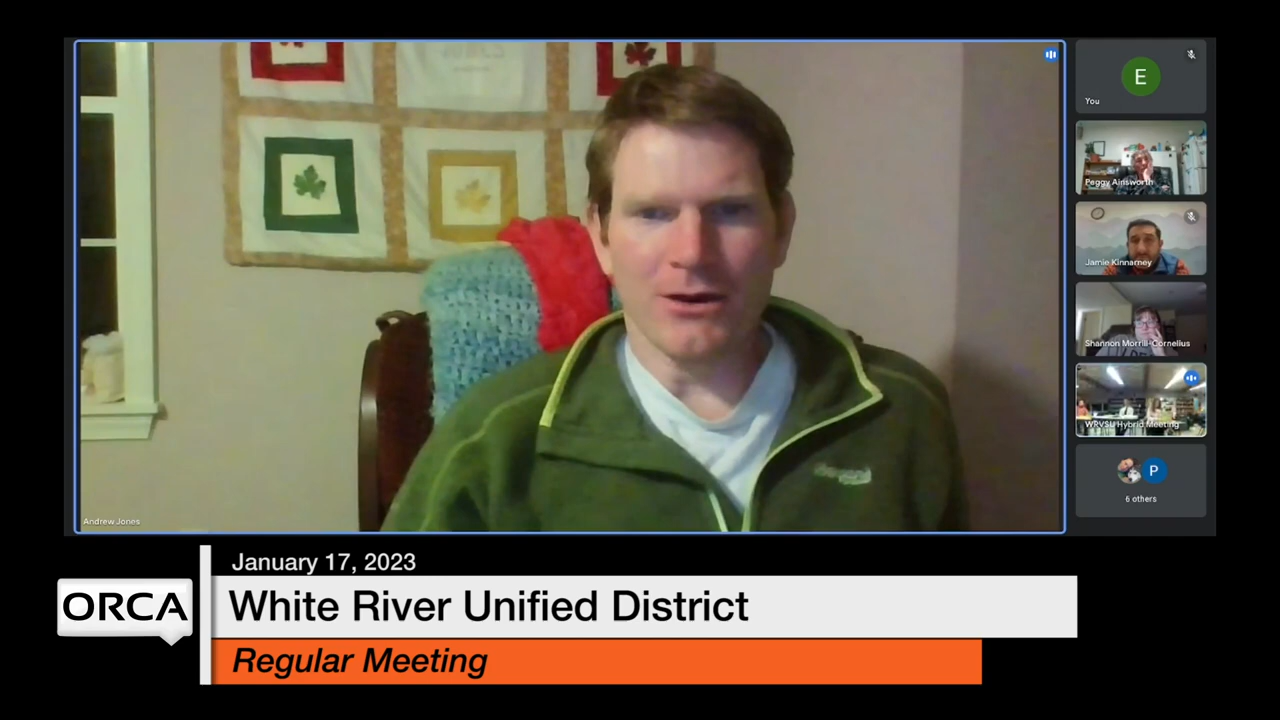 E
You
Peggy Ainsworth
Jamie Kinnarney
Shannon Morrill-Cornelius
WRVSU Hybrid Meeting
P
6 others
Andrew Jones
January 17, 2023
ORCA
White River Unified District
Regular Meeting